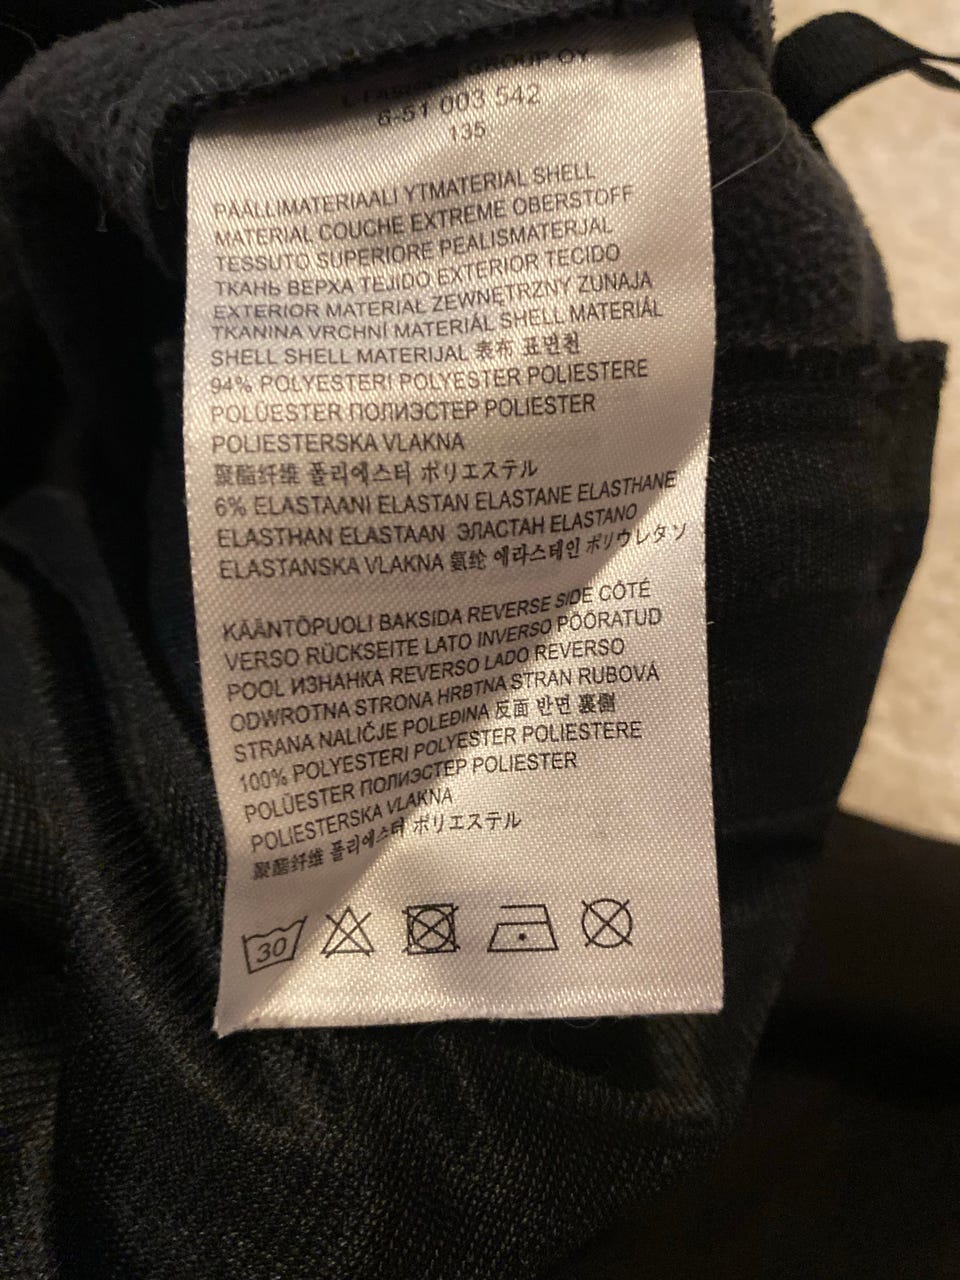 GROUP OY
6-51 003 542
135
PÄÄLLIMATERIAALI YTMATERIAL SHELL
MATERIAL COUCHE EXTREME OBERSTOFF
TESSUTO SUPERIORE PEALISMATERJAL
ТКАНЬ ВЕРХА TEJIDO EXTERIOR TECIDO
EXTERIOR MATERIAŁ ZEWNĘTRZNY ZUNAJA
TKANINA VRCHNÍ MATERIÁL SHELL MATERIÁL
SHELL SHELL MATERIJAL 表布 표면천
94% POLYESTERI POLYESTER POLIESTERE
POLÜESTER ПОЛИЭСТЕР POLIESTER
POLIESTERSKA VLAKNA
聚酯纤维 폴리에스터 ポリエステル
6% ELASTAANI ELASTAN ELASTANE ELASTHANE
ELASTHAN ELASTAAN ЭЛАСТАН ELASTANO
ELASTANSKA VLAKNA 氨纶 에라스테인 ポリウレタソ
KÄÄNTÖPUOLI BAKSIDA REVERSE SIDE CÔTÉ
VERSO RÜCKSEITE LATO INVERSO PÖÖRATUD
POOL ИЗНАНКА REVERSO LADO REVERSO
ODWROTNA STRONA HRBTNA STRAN RUBOVÁ
STRANA NALIČJE POLEĐINA 反面 반면 裏側
100% POLYESTERI POLYESTER POLIESTERE
POLÜESTER ПОЛИЭСТЕР POLIESTER
POLIESTERSKA VLAKNA
聚酯纤维 폴리에스터 ポリエステル
30